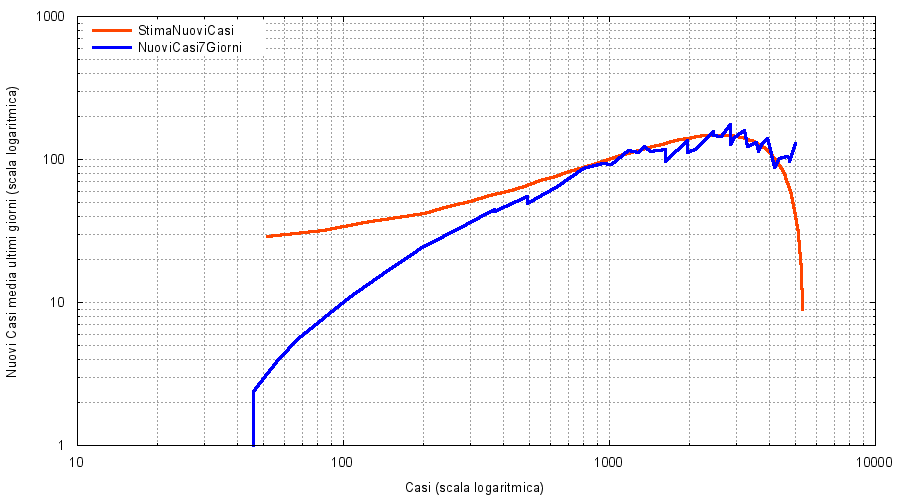 1000
StimaNuoviCasi
NuoviCasi7Giorni
100
10
1
10
100
1000
10000
Nuovi Casi media ultimi giorni (scala logaritmica)
Casi (scala logaritmica)